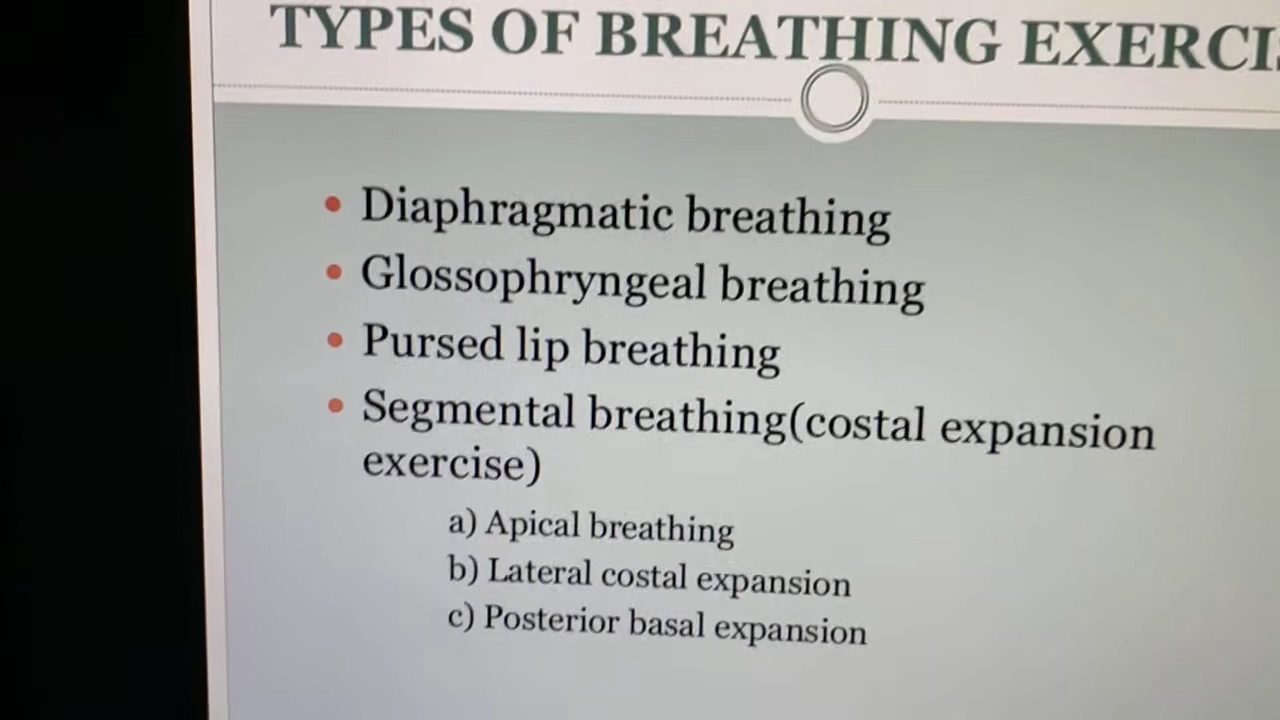 TYPES OF BREATHING
• Diaphragmatic breathing
• Glossophryngeal breathing
• Pursed lip breathing
• Segmental breathing(costal expansion
exercise)
a) Apical breathing
b) Lateral costal expansion
c) Posterior basal expansion